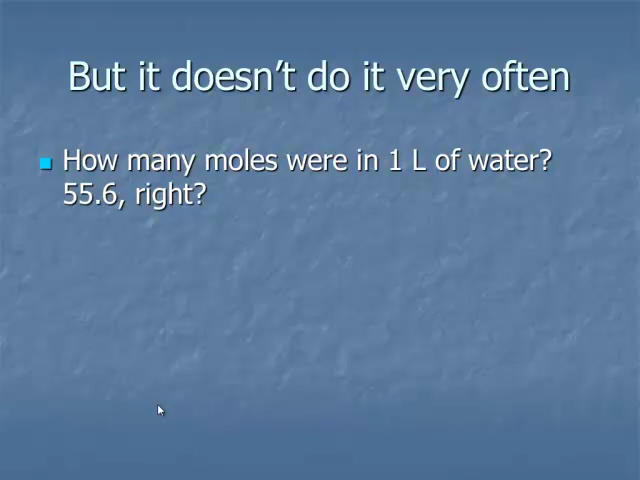 But it doesn’t do it very often
How many moles were in 1 L of water?
55.6, right?